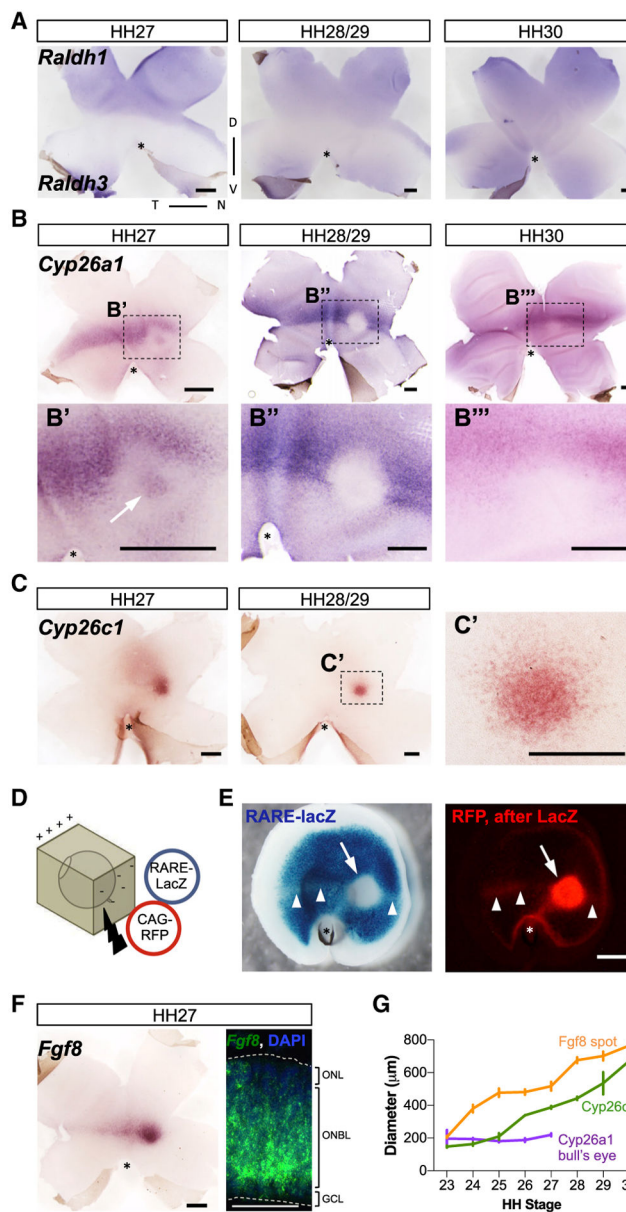 A
HH27 HH28/29 HH30
Raldh1
* * *
Raldh3
D
V
T N
B
HH27 HH28/29 HH30
Cyp26a1
B’ B’’ B’’’
* * *
B’ B’’ B’’’
* *
C
HH27 HH28/29
Cyp26c1
C’ C’
* *
D
+ + + +
- - - -
RARE-
LacZ
CAG-
RFP
E
RARE-lacZ RFP, after LacZ
* *
F
HH27
Fgf8
*
Fgf8, DAPI
ONL
ONBL
GCL
G
Diameter (µm)
800
600
400
200
0
Fgf8 spot
Cyp26c
Cyp26a1
bull’s eye
23 24 25 26 27 28 29 3
HH Stage